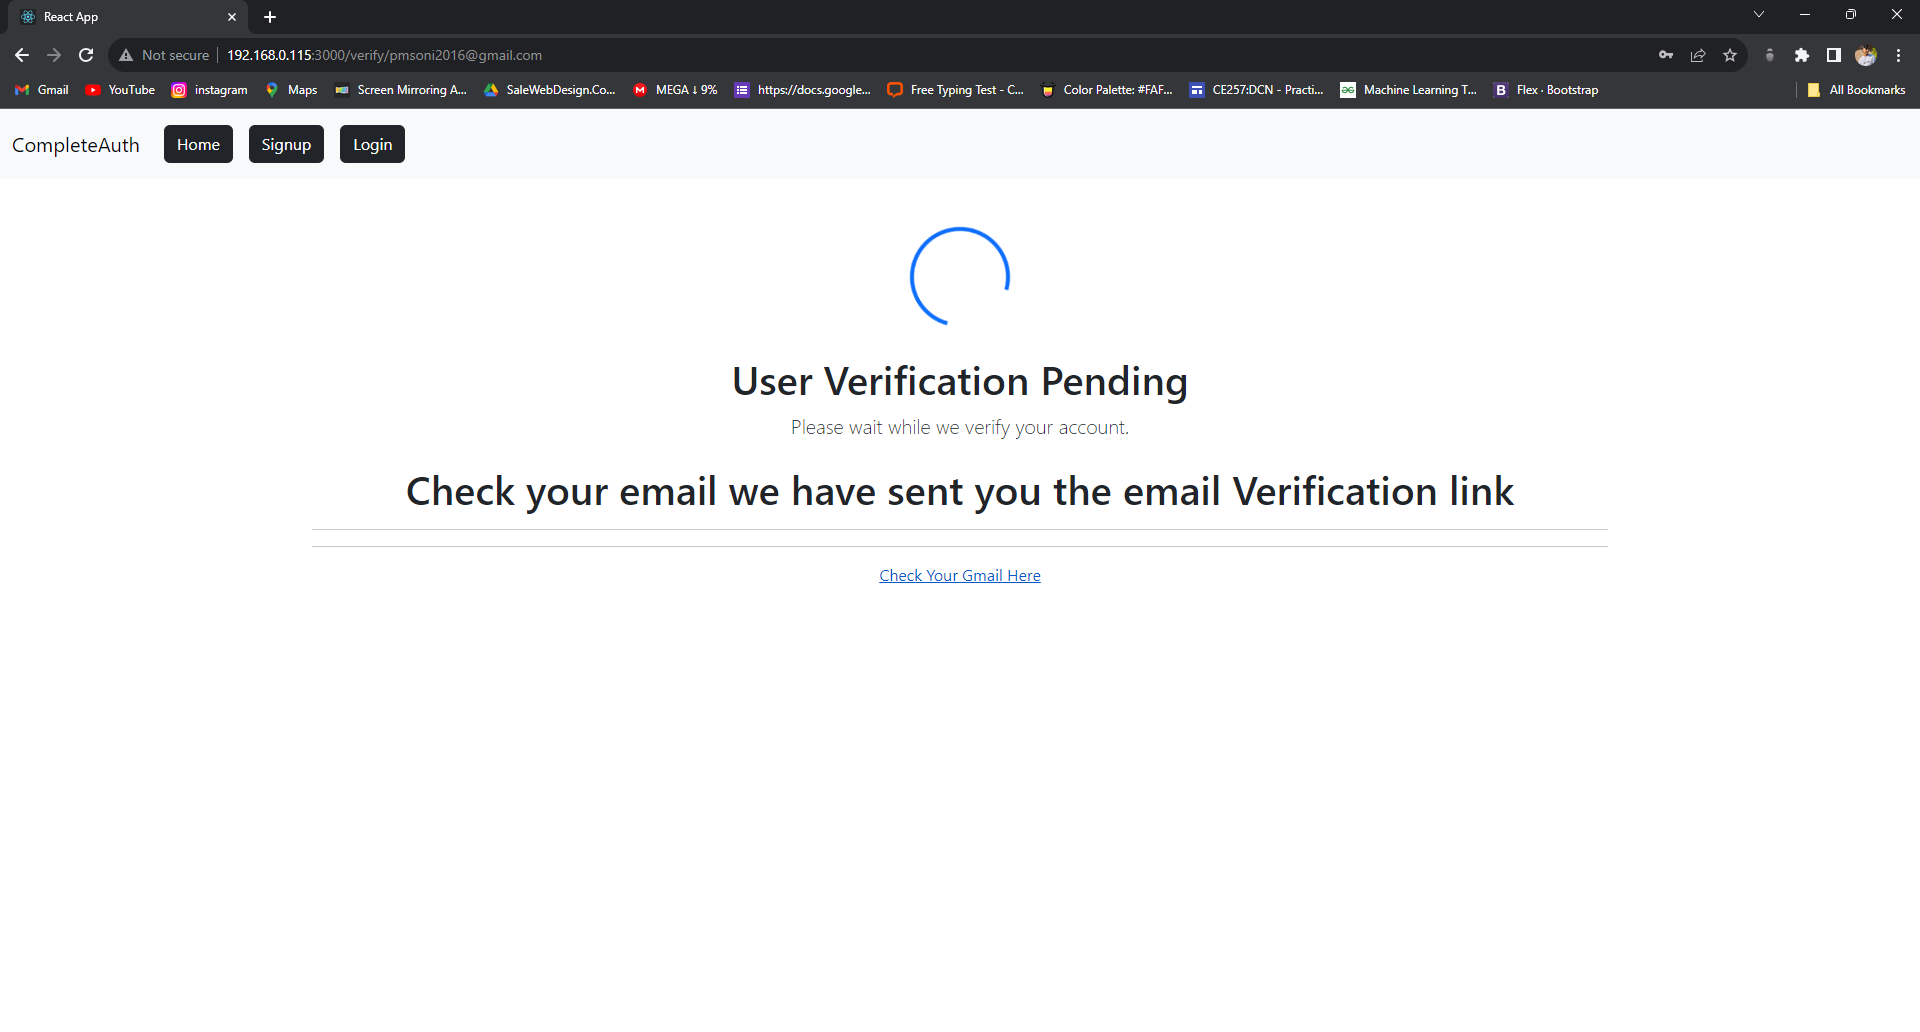 React App
Not secure 192.168.0.115:3000/verify/pmsoni2016@gmail.com
Gmail YouTube instagram Maps Screen Mirroring A... SaleWebDesign.Co... MEGA ↓ 9% https://docs.google... Free Typing Test - C... Color Palette: #FAF... CE257:DCN - Practi... Machine Learning T... Flex · Bootstrap All Bookmarks
CompleteAuth Home Signup Login
User Verification Pending
Please wait while we verify your account.
Check your email we have sent you the email Verification link
Check Your Gmail Here